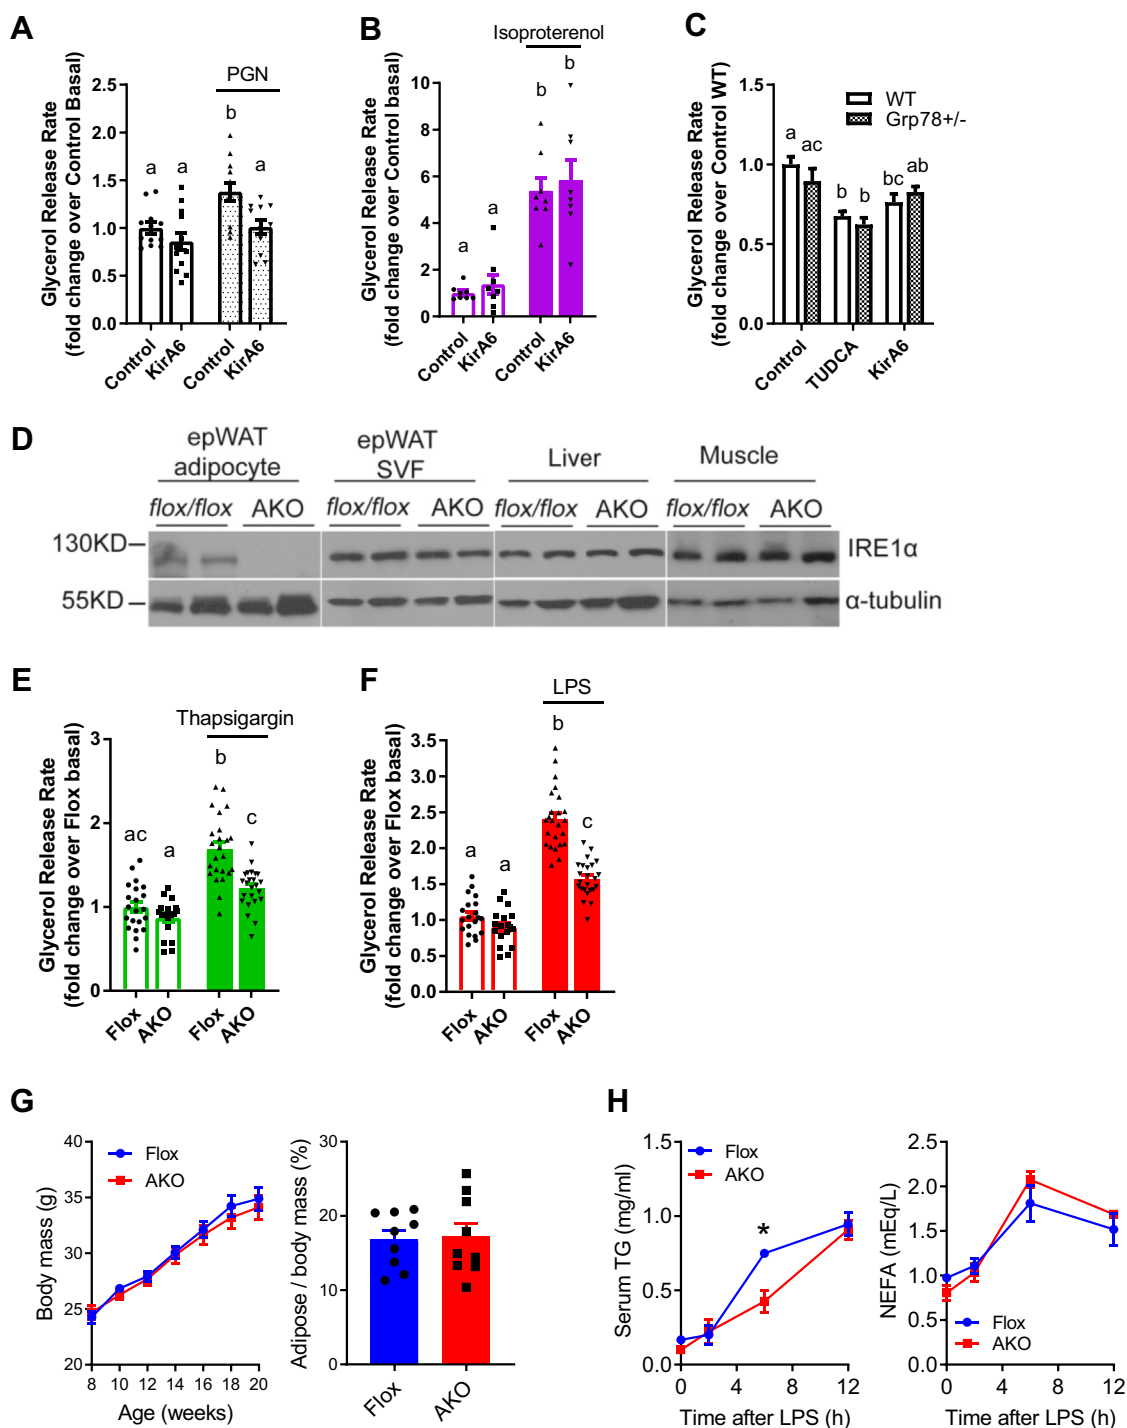 A
Glycerol Release Rate
(fold change over Control Basal)
2.5
2.0
1.5
1.0
0.5
0.0
PGN
a
a
b
a
Control
KirA6
Control
KirA6
B
Glycerol Release Rate
(fold change over Control basal)
10
8
6
4
2
0
Isoproterenol
a
a
b
b
Control
KirA6
Control
KirA6
C
Glycerol Release Rate
(fold change over Control WT)
1.5
1.0
0.5
0.0
WT
Grp78+/-
a
ac
b
b
bc
ab
Control
TUDCA
KirA6
D
epWAT
adipocyte
epWAT
SVF
Liver
Muscle
flox/flox
AKO
flox/flox
AKO
flox/flox
AKO
flox/flox
AKO
130KD
IRE1α
55KD
α-tubulin
E
Glycerol Release Rate
(fold change over Flox basal)
3
2
1
0
Thapsigargin
ac
a
b
c
Flox
AKO
Flox
AKO
F
Glycerol Release Rate
(fold change over Flox basal)
3.5
3.0
2.5
2.0
1.5
1.0
0.5
0.0
LPS
a
a
b
c
Flox
AKO
Flox
AKO
G
Body mass (g)
40
35
30
25
20
Flox
AKO
8 10 12 14 16 18 20
Age (weeks)
Adipose / body mass (%)
30
20
10
0
Flox
AKO
H
Serum TG (mg/ml)
1.5
1.0
0.5
0.0
Flox
AKO
*
0 4 8 12
Time after LPS (h)
NEFA (mEq/L)
2.5
2.0
1.5
1.0
0.5
0.0
Flox
AKO
0 4 8 12
Time after LPS (h)